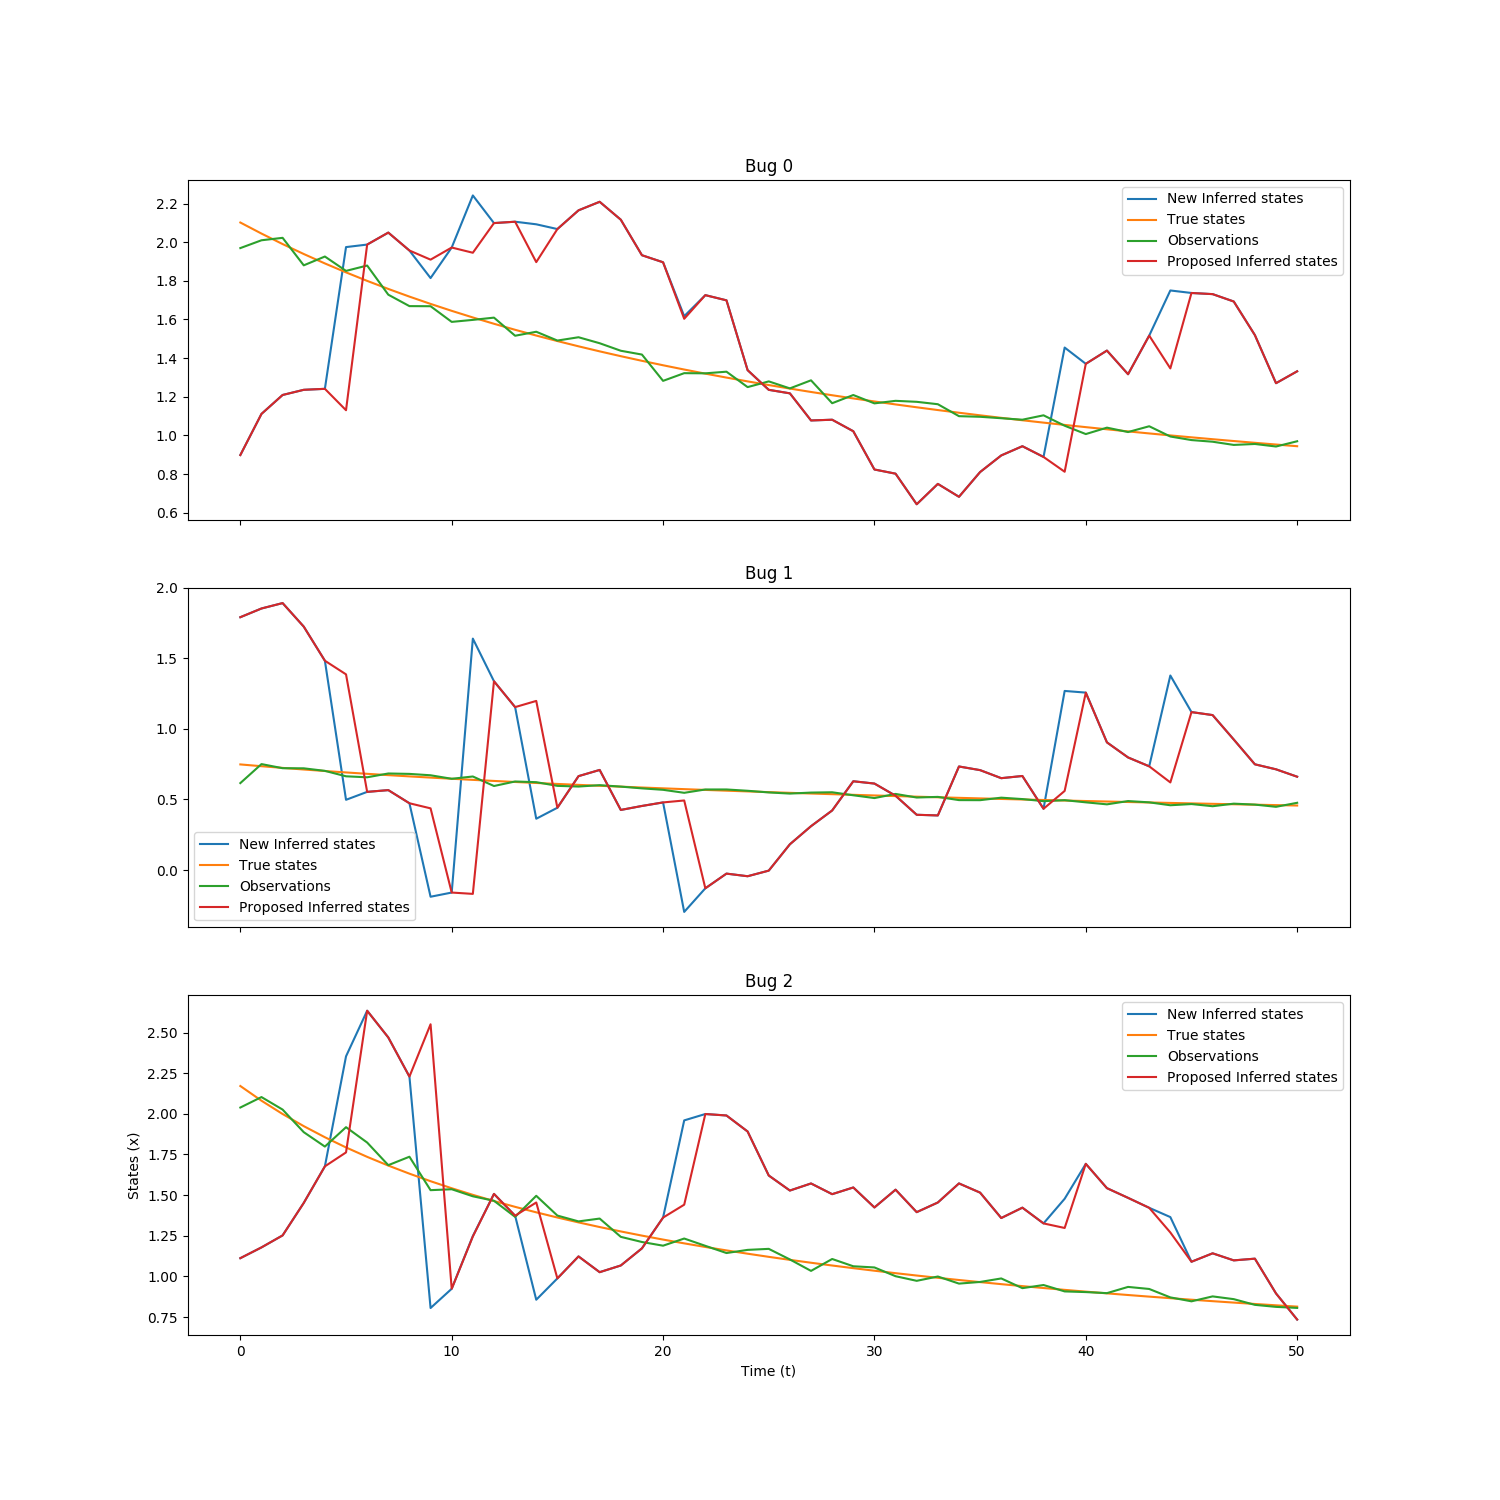 Bug 0
2.2
2.0
1.8
1.6
1.4
1.2
1.0
0.8
0.6
New Inferred states
True states
Observations
Proposed Inferred states
Bug 1
2.0
1.5
1.0
0.5
0.0
New Inferred states
True states
Observations
Proposed Inferred states
Bug 2
States (x)
2.50
2.25
2.00
1.75
1.50
1.25
1.00
0.75
New Inferred states
True states
Observations
Proposed Inferred states
0 10 20 30 40 50
Time (t)